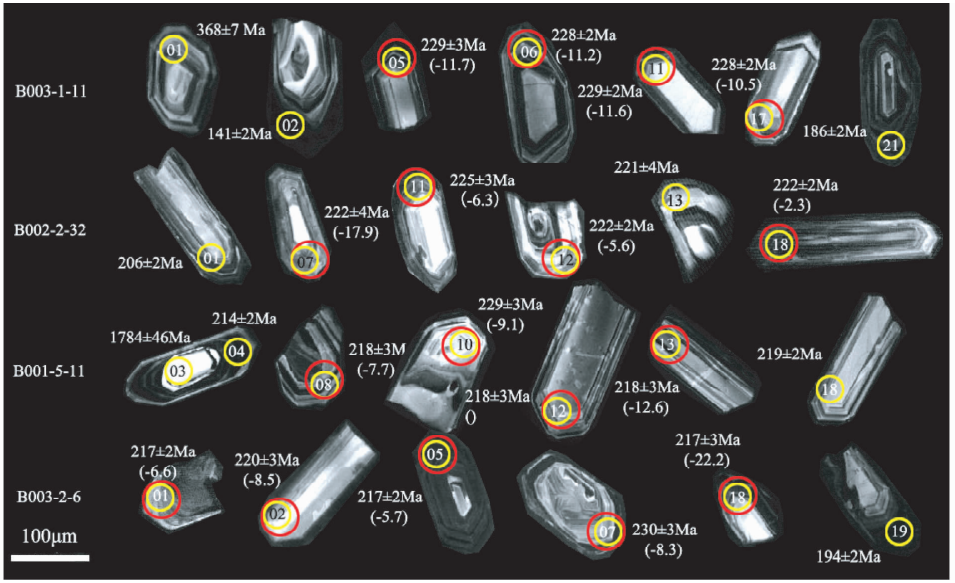 B003-1-11
01
368±7 Ma
02
141±2Ma
05
229±3Ma
(-11.7)
06
228±2Ma
(-11.2)
11
229±2Ma
(-11.6)
17
228±2Ma
(-10.5)
21
186±2Ma
B002-2-32
01
206±2Ma
07
222±4Ma
(-17.9)
11
225±3Ma
(-6.3)
12
222±2Ma
(-5.6)
13
221±4Ma
18
222±2Ma
(-2.3)
B001-5-11
03
1784±46Ma
04
214±2Ma
08
218±3M
(-7.7)
10
229±3Ma
(-9.1)
12
218±3Ma
()
13
218±3Ma
(-12.6)
18
219±2Ma
B003-2-6
01
217±2Ma
(-6.6)
02
220±3Ma
(-8.5)
05
217±2Ma
(-5.7)
07
230±3Ma
(-8.3)
18
217±3Ma
(-22.2)
19
194±2Ma
100μm